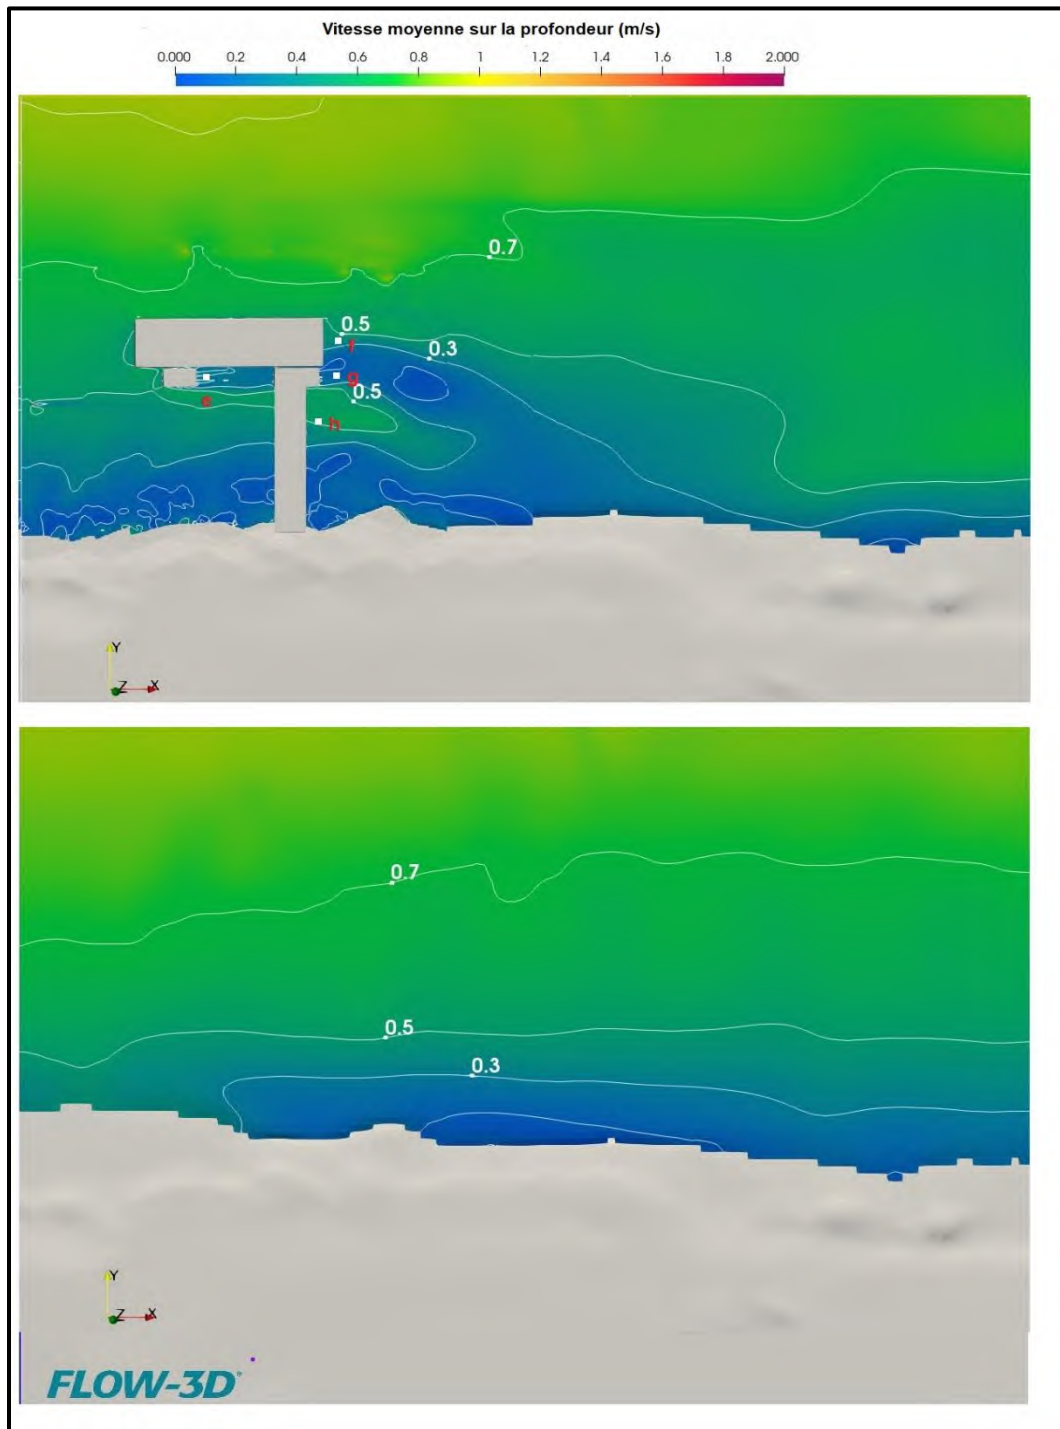 Vitesse moyenne sur la profondeur (m/s)
0.000 0.2 0.4 0.6 0.8 1 1.2 1.4 1.6 1.8 2.000
0.7
0.5
f
0.3
g
0.5
e
h
Y
Z X
0.7
0.5
0.3
Y
Z X
FLOW-3D®